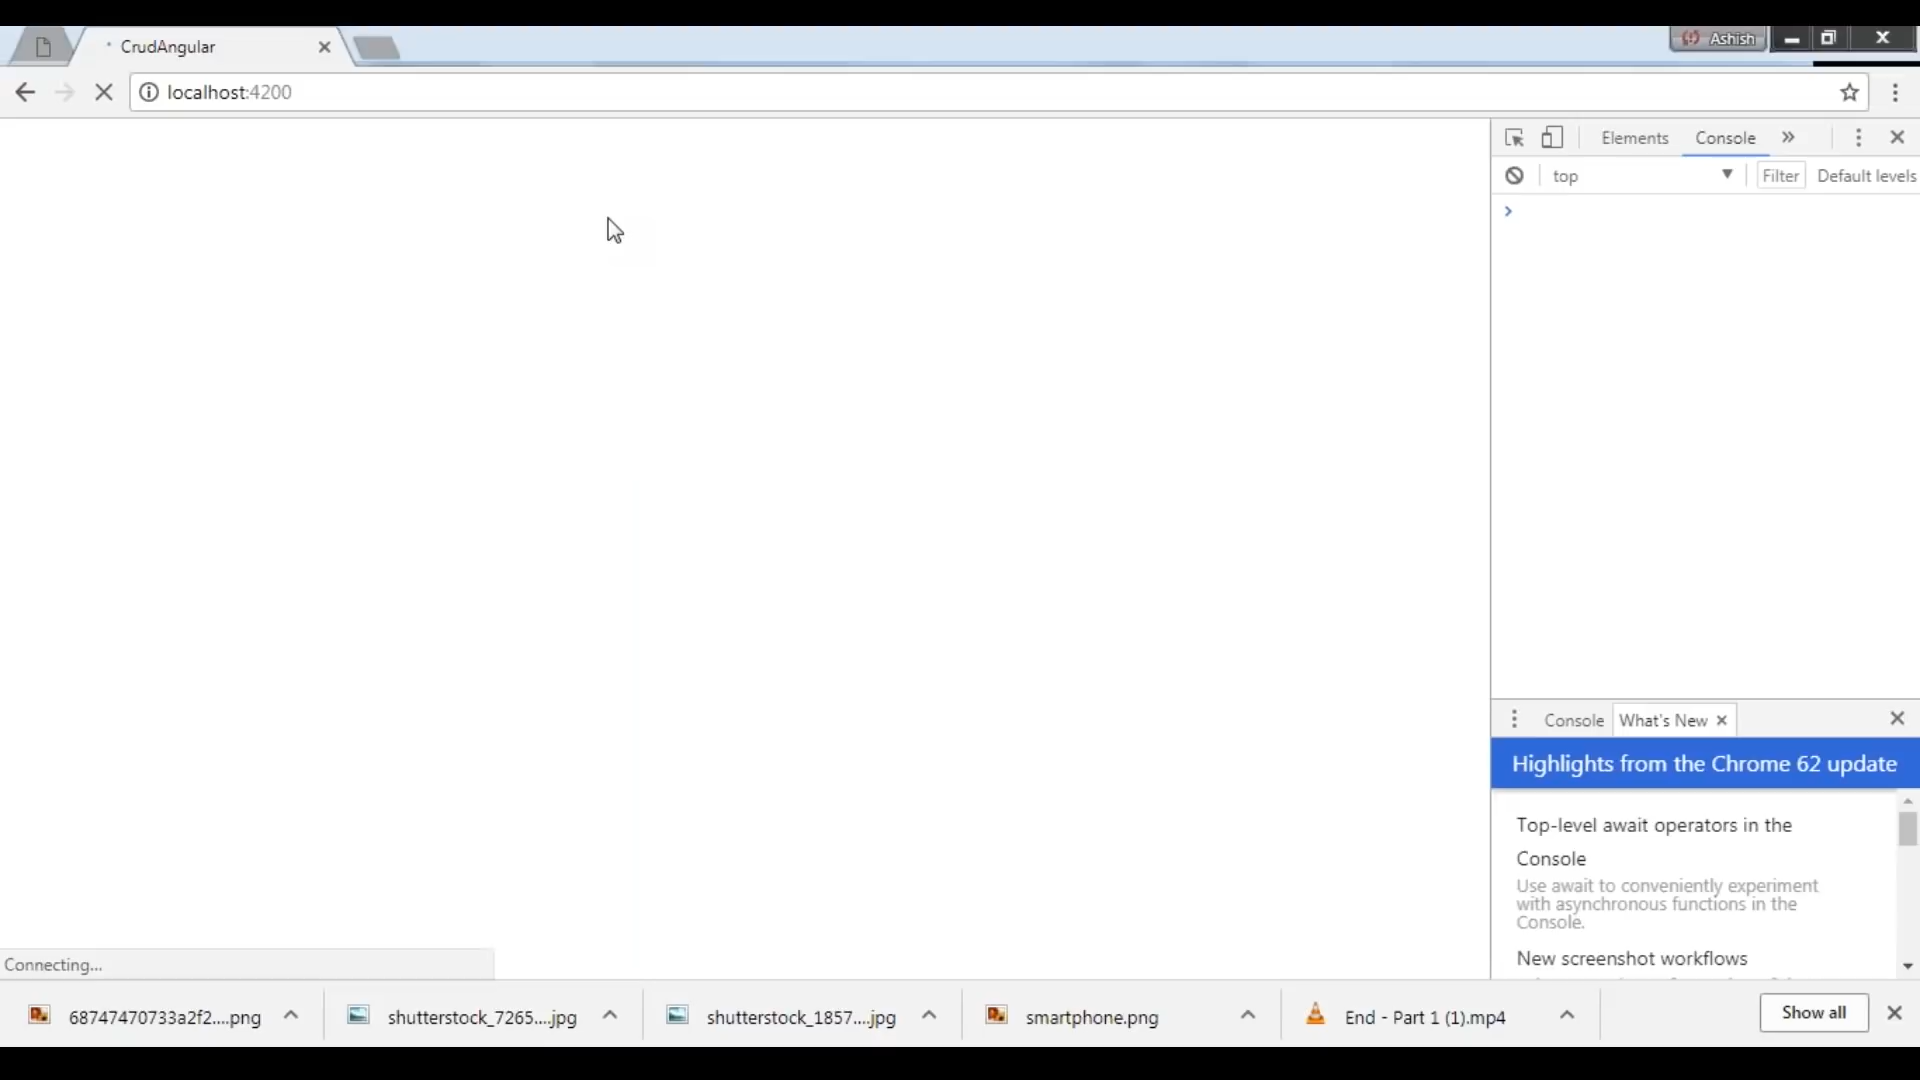 CrudAngular
Ashish
localhost:4200
Elements
Console
top
Filter
Default levels
Console
What's New
Highlights from the Chrome 62 update
Top-level await operators in the
Console
Use await to conveniently experiment
with asynchronous functions in the
Console.
New screenshot workflows
Connecting...
68747470733a2f2....png
shutterstock_7265....jpg
shutterstock_1857....jpg
smartphone.png
End - Part 1 (1).mp4
Show all